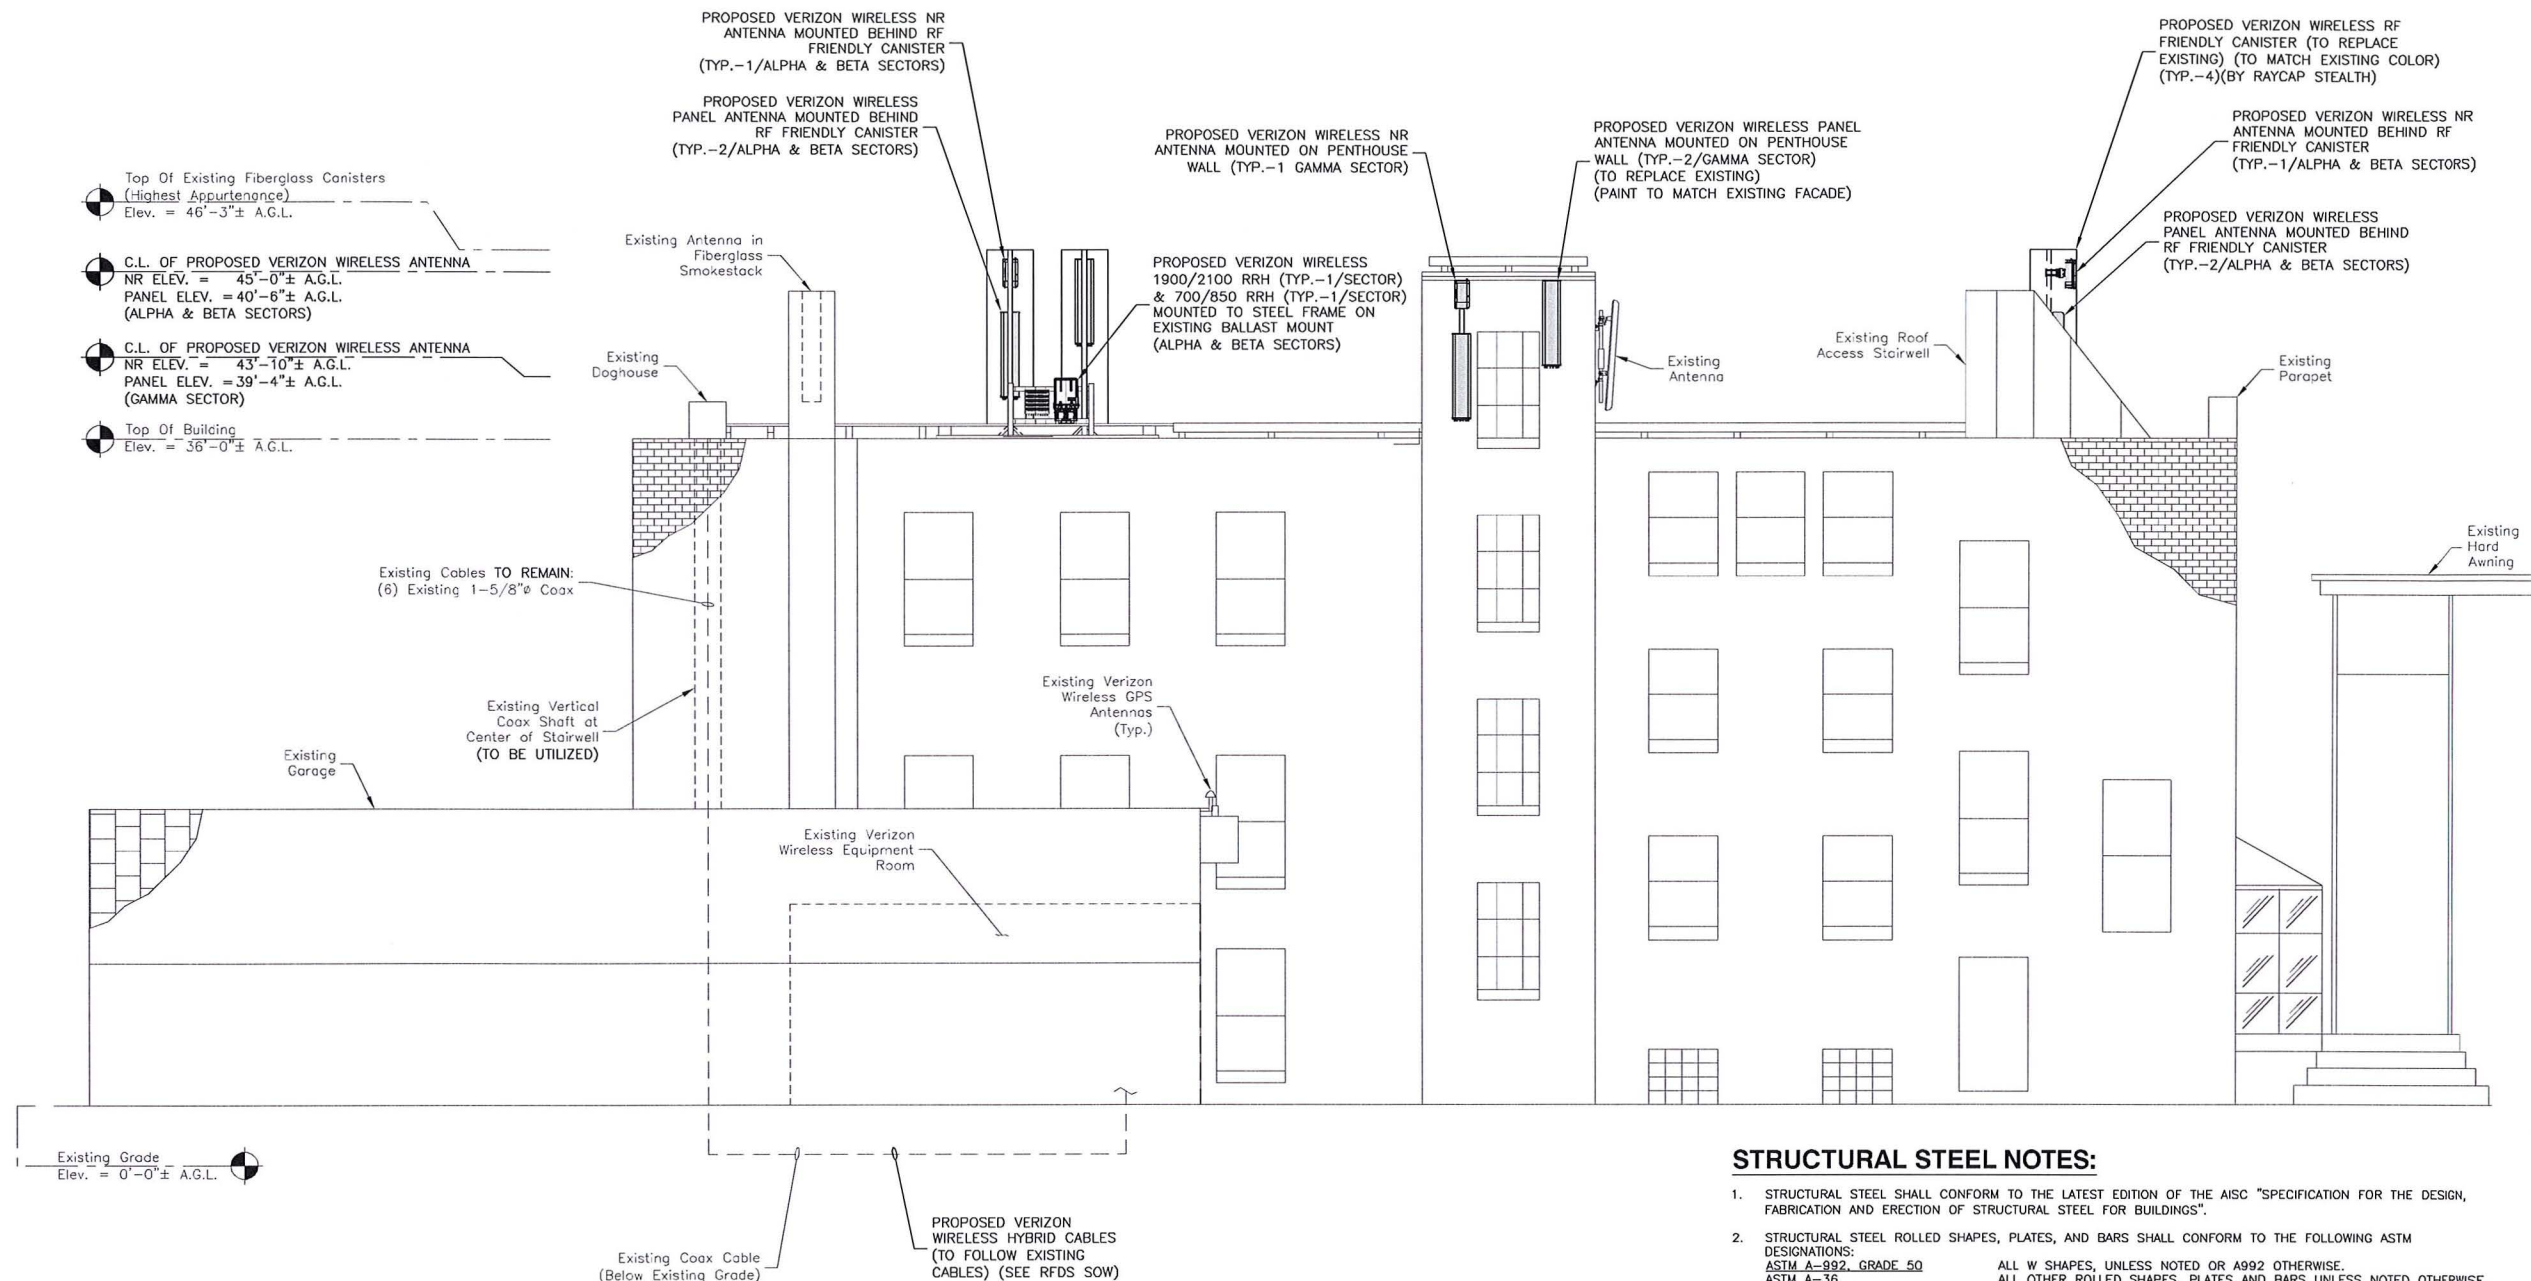 PROPOSED VERIZON WIRELESS NR
ANTENNA MOUNTED BEHIND RF
FRIENDLY CANISTER
(TYP.-1/ALPHA & BETA SECTORS)
PROPOSED VERIZON WIRELESS
PANEL ANTENNA MOUNTED BEHIND
RF FRIENDLY CANISTER
(TYP.-2/ALPHA & BETA SECTORS)
PROPOSED VERIZON WIRELESS NR
ANTENNA MOUNTED ON PENTHOUSE
WALL (TYP.-1 GAMMA SECTOR)
PROPOSED VERIZON WIRELESS PANEL
ANTENNA MOUNTED ON PENTHOUSE
WALL (TYP.-2/GAMMA SECTOR)
(TO REPLACE EXISTING)
(PAINT TO MATCH EXISTING FACADE)
PROPOSED VERIZON WIRELESS RF
FRIENDLY CANISTER (TO REPLACE
EXISTING) (TO MATCH EXISTING COLOR)
(TYP.-4)(BY RAYCAP STEALTH)
PROPOSED VERIZON WIRELESS NR
ANTENNA MOUNTED BEHIND RF
FRIENDLY CANISTER
(TYP.-1/ALPHA & BETA SECTORS)
PROPOSED VERIZON WIRELESS
PANEL ANTENNA MOUNTED BEHIND
RF FRIENDLY CANISTER
(TYP.-2/ALPHA & BETA SECTORS)
Top Of Existing Fiberglass Canisters
(Highest Appurtenance)
Elev. = 46'-3"± A.G.L.
C.L. OF PROPOSED VERIZON WIRELESS ANTENNA
NR ELEV. = 45'-0"± A.G.L.
PANEL ELEV. =40'-6"± A.G.L.
(ALPHA & BETA SECTORS)
C.L. OF PROPOSED VERIZON WIRELESS ANTENNA
NR ELEV. = 43'-10"± A.G.L.
PANEL ELEV. =39'-4"± A.G.L.
(GAMMA SECTOR)
Top Of Building
Elev. = 36'-0"± A.G.L.
Existing Antenna in
Fiberglass
Smokestack
PROPOSED VERIZON WIRELESS
1900/2100 RRH (TYP.-1/SECTOR)
& 700/850 RRH (TYP.-1/SECTOR)
MOUNTED TO STEEL FRAME ON
EXISTING BALLAST MOUNT
(ALPHA & BETA SECTORS)
Existing
Doghouse
Existing
Antenna
Existing Roof
Access Stairwell
Existing
Parapet
Existing
Hard
Awning
Existing Cables TO REMAIN:
(6) Existing 1-5/8"ø Coax
Existing Vertical
Coax Shaft at
Center of Stairwell
(TO BE UTILIZED)
Existing Verizon
Wireless GPS
Antennas
(Typ.)
Existing
Garage
Existing Verizon
Wireless Equipment
Room
Existing Grade
Elev. = 0'-0"± A.G.L.
Existing Coax Cable
(Below Existing Grade)
PROPOSED VERIZON
WIRELESS HYBRID CABLES
(TO FOLLOW EXISTING
CABLES) (SEE RFDS SOW)
STRUCTURAL STEEL NOTES:
1. STRUCTURAL STEEL SHALL CONFORM TO THE LATEST EDITION OF THE AISC "SPECIFICATION FOR THE DESIGN,
FABRICATION AND ERECTION OF STRUCTURAL STEEL FOR BUILDINGS".
2. STRUCTURAL STEEL ROLLED SHAPES, PLATES, AND BARS SHALL CONFORM TO THE FOLLOWING ASTM
DESIGNATIONS:
ASTM A-992, GRADE 50 ALL W SHAPES, UNLESS NOTED OR A992 OTHERWISE.
ASTM A-36 ALL OTHER ROLLED SHAPES, PLATES AND BARS UNLESS NOTED OTHERWISE